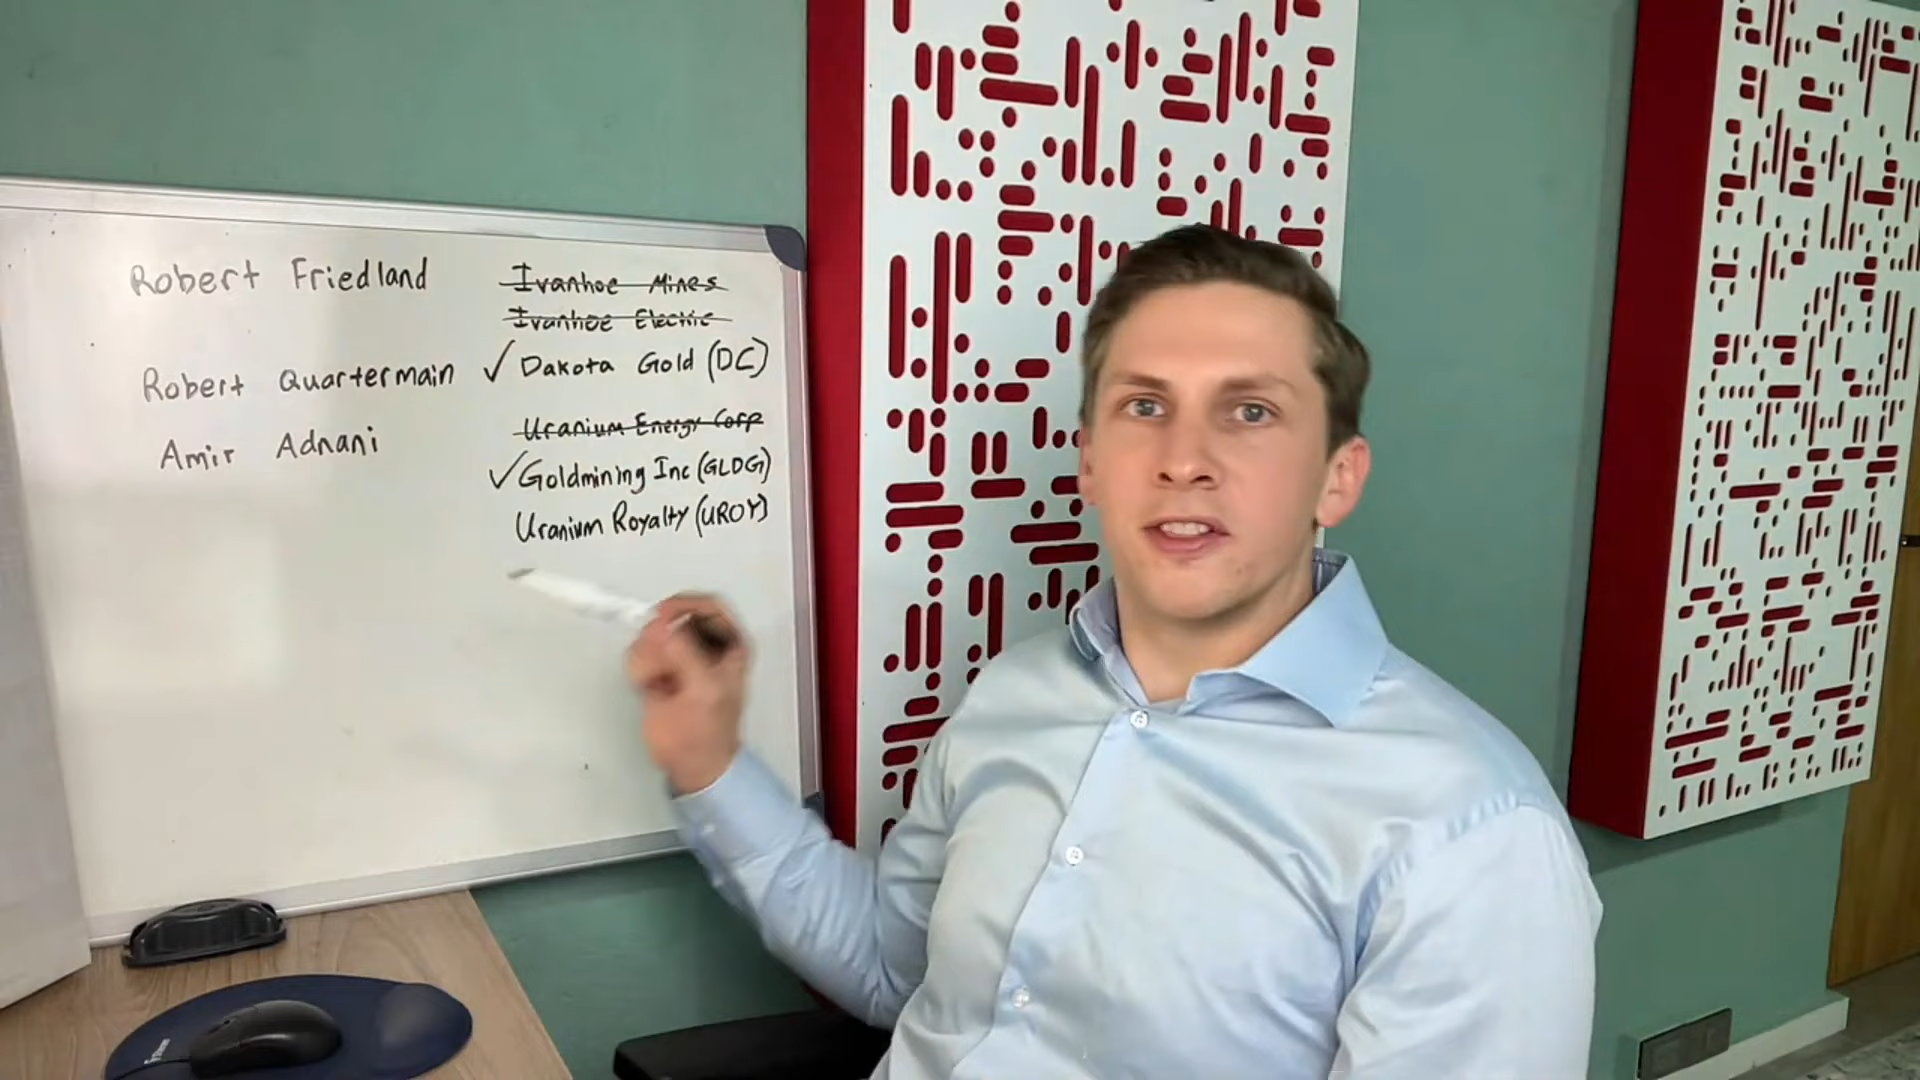 Robert Friedland
Ivanhoe Mines
Ivanhoe Electric
Robert Quartermain
✓ Dakota Gold (DC)
Uranium Energy Corp
Amir Adnani
✓ Goldmining Inc (GLDG)
Uranium Royalty (UROY)